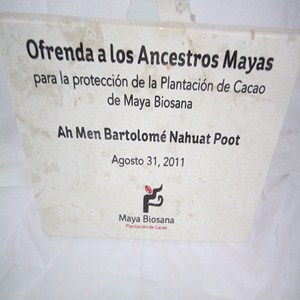 Ofrenda a los Ancestros Mayas
para la protección de la Plantación de Cacao
de Maya Biosana
Ah Men Bartolomé Nahuat Poot
Agosto 31, 2011
Maya Biosana
Plantación de Cacao